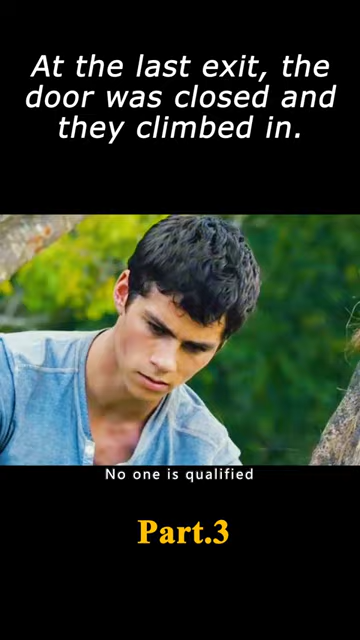 At the last exit, the
door was closed and
they climbed in.
No one is qualified
Part.3